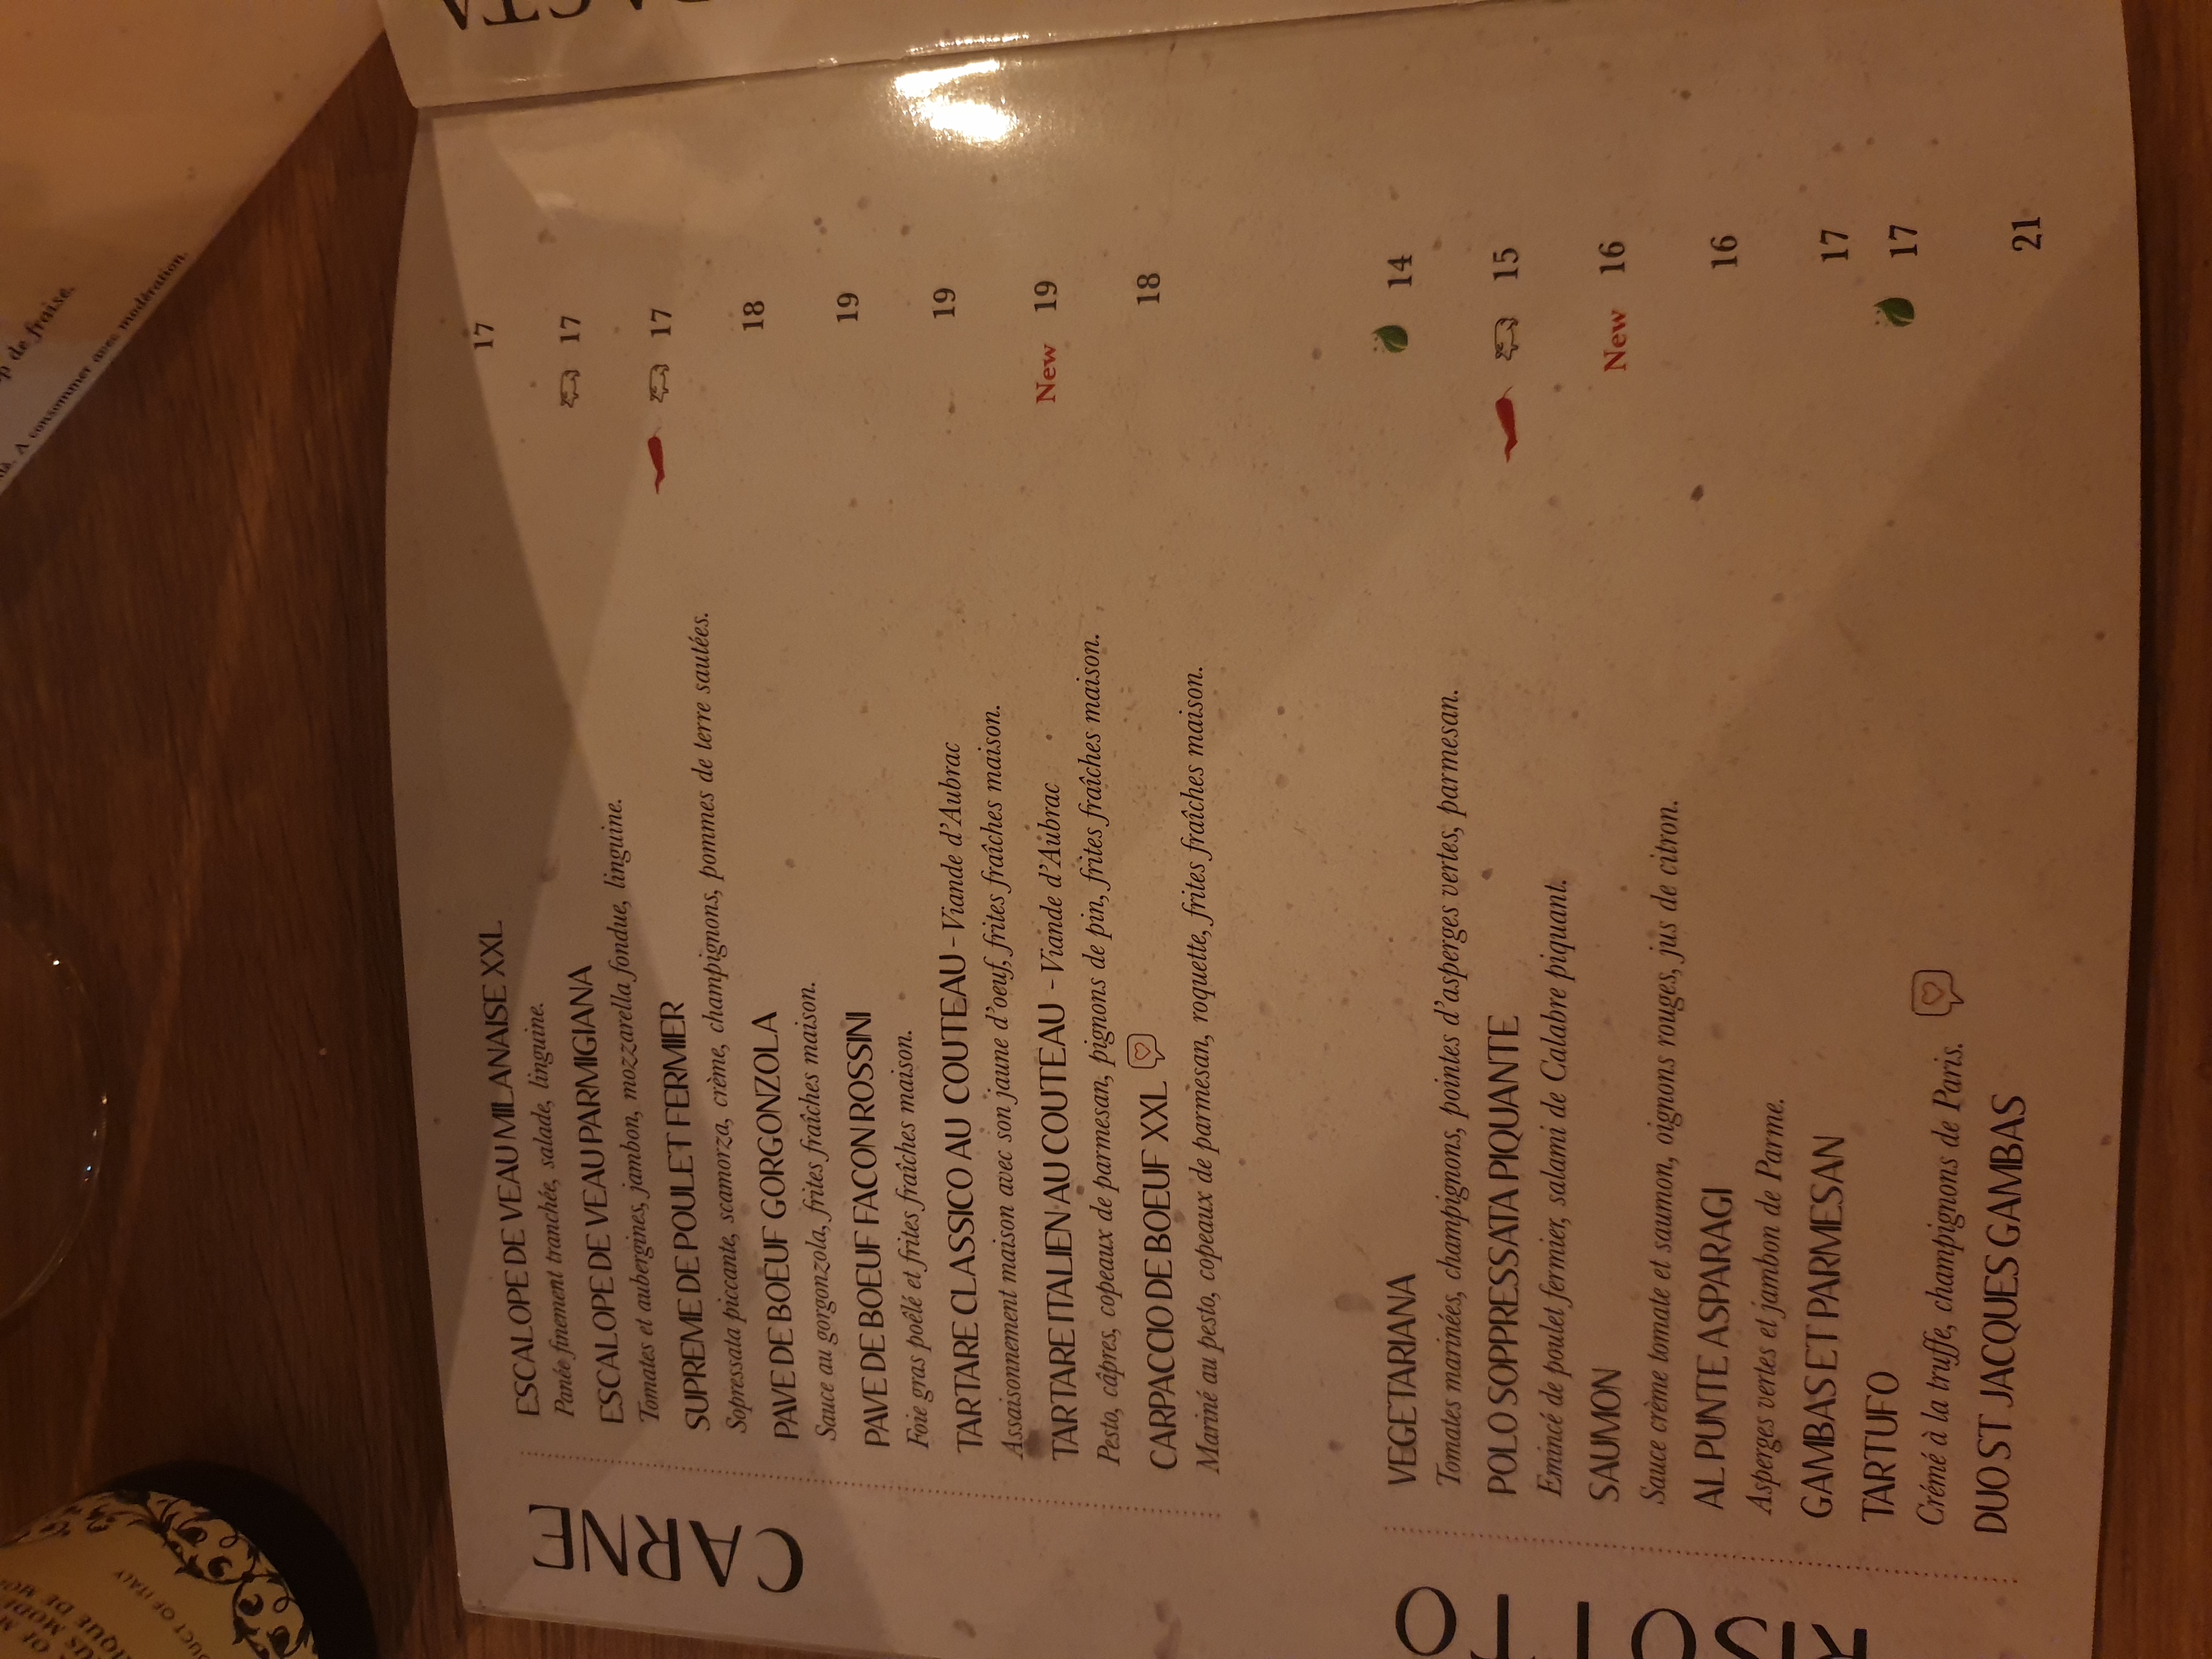 CARNE
ESCALOPE DE VEAU MILANAISE XXL 17
Panée finement tranchée, salade, linguine.
ESCALOPE DE VEAU PARMIGIANA 17
Tomates et aubergines, jambon, mozzarella fondue, linguine.
SUPREME DE POULET FERMIER 17
Sopressata piccante, scamorza, crème, champignons, pommes de terre sautées.
PAVE DE BOEUF GORGONZOLA 18
Sauce au gorgonzola, frites fraîches maison.
PAVE DE BOEUF FACON ROSSINI 19
Foie gras poêlé et frites fraîches maison.
TARTARE CLASSICO AU COUTEAU - Viande d'Aubrac 19
Assaisonnement maison avec son jaune d'oeuf, frites fraîches maison.
TARTARE ITALIEN AU COUTEAU - Viande d'Aubrac New 19
Pesto, câpres, copeaux de parmesan, pignons de pin, frites fraîches maison.
CARPACCIO DE BOEUF XXL 18
Mariné au pesto, copeaux de parmesan, roquette, frites fraîches maison.
RISOTTO
VEGETARIANA 14
Tomates marinées, champignons, pointes d'asperges vertes, parmesan.
POLO SOPPRESSATA PIQUANTE 15
Emincé de poulet fermier, salami de Calabre piquant.
SAUMON New 16
Sauce crème tomate et saumon, oignons rouges, jus de citron.
AL PUNTE ASPARAGI 16
Asperges vertes et jambon de Parme.
GAMBAS ET PARMESAN 17
TARTUFO 17
Crémé à la truffe, champignons de Paris.
DUO ST JACQUES GAMBAS 21
de fraise.
A consommer avec modération.
OF ITALY